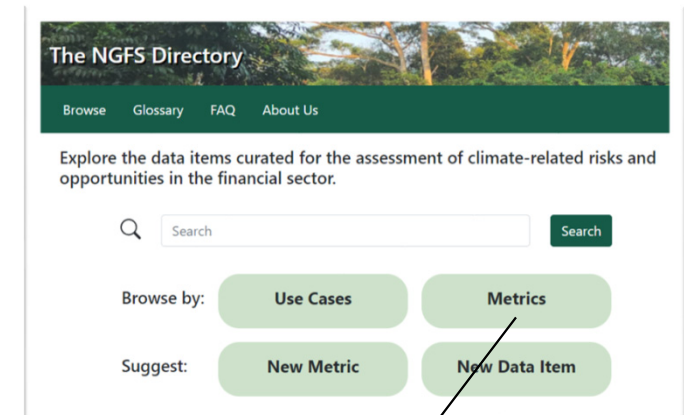 The NGFS Directory
Browse Glossary FAQ About Us
Explore the data items curated for the assessment of climate-related risks and
opportunities in the financial sector.
Search Search
Browse by: Use Cases Metrics
Suggest: New Metric New Data Item